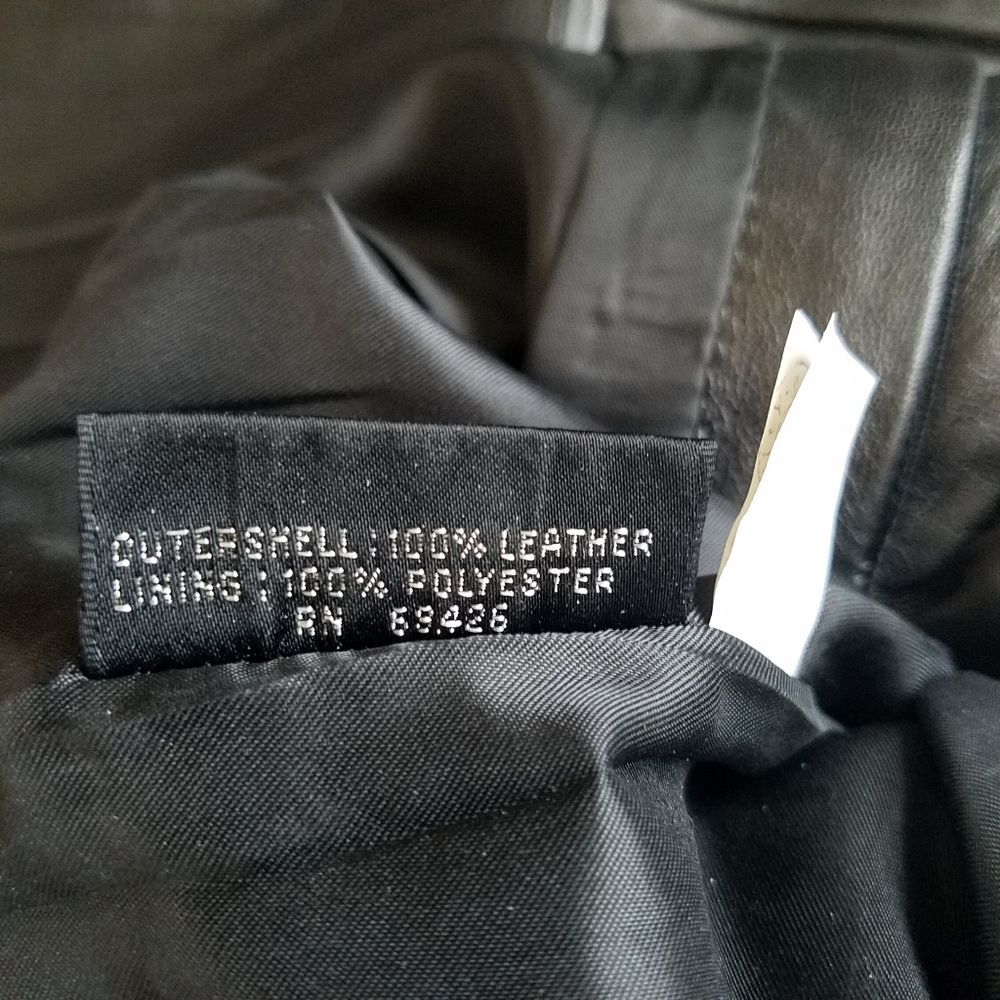 OUTERSHELL : 100% LEATHER
LINING : 100% POLYESTER
RN 69426